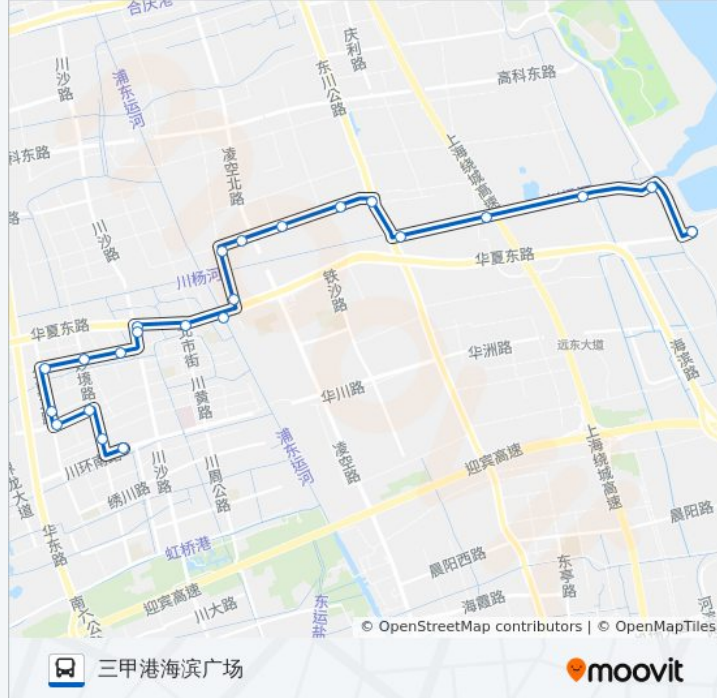 合庆港
庆利路
川沙路
浦东运河
东川公路
高科东路
上海绕城高速
科东路
凌空北路
路
川沙路
川杨河
铁沙路
华夏东路
华夏东路
北市街
华洲路
远东大道
海滨路
境路
川黄路
华川路
浦东运河
凌空路
迎宾高速
上海绕城高速
川环南路
川沙路
川周公路
龙大道
绣川路
华东路
虹桥港
晨阳路
晨阳西路
东亭路
南六公
迎宾高速
川大路
东运盐
海霞路
© OpenStreetMap contributors | © OpenMapTiles
三甲港海滨广场
moovit